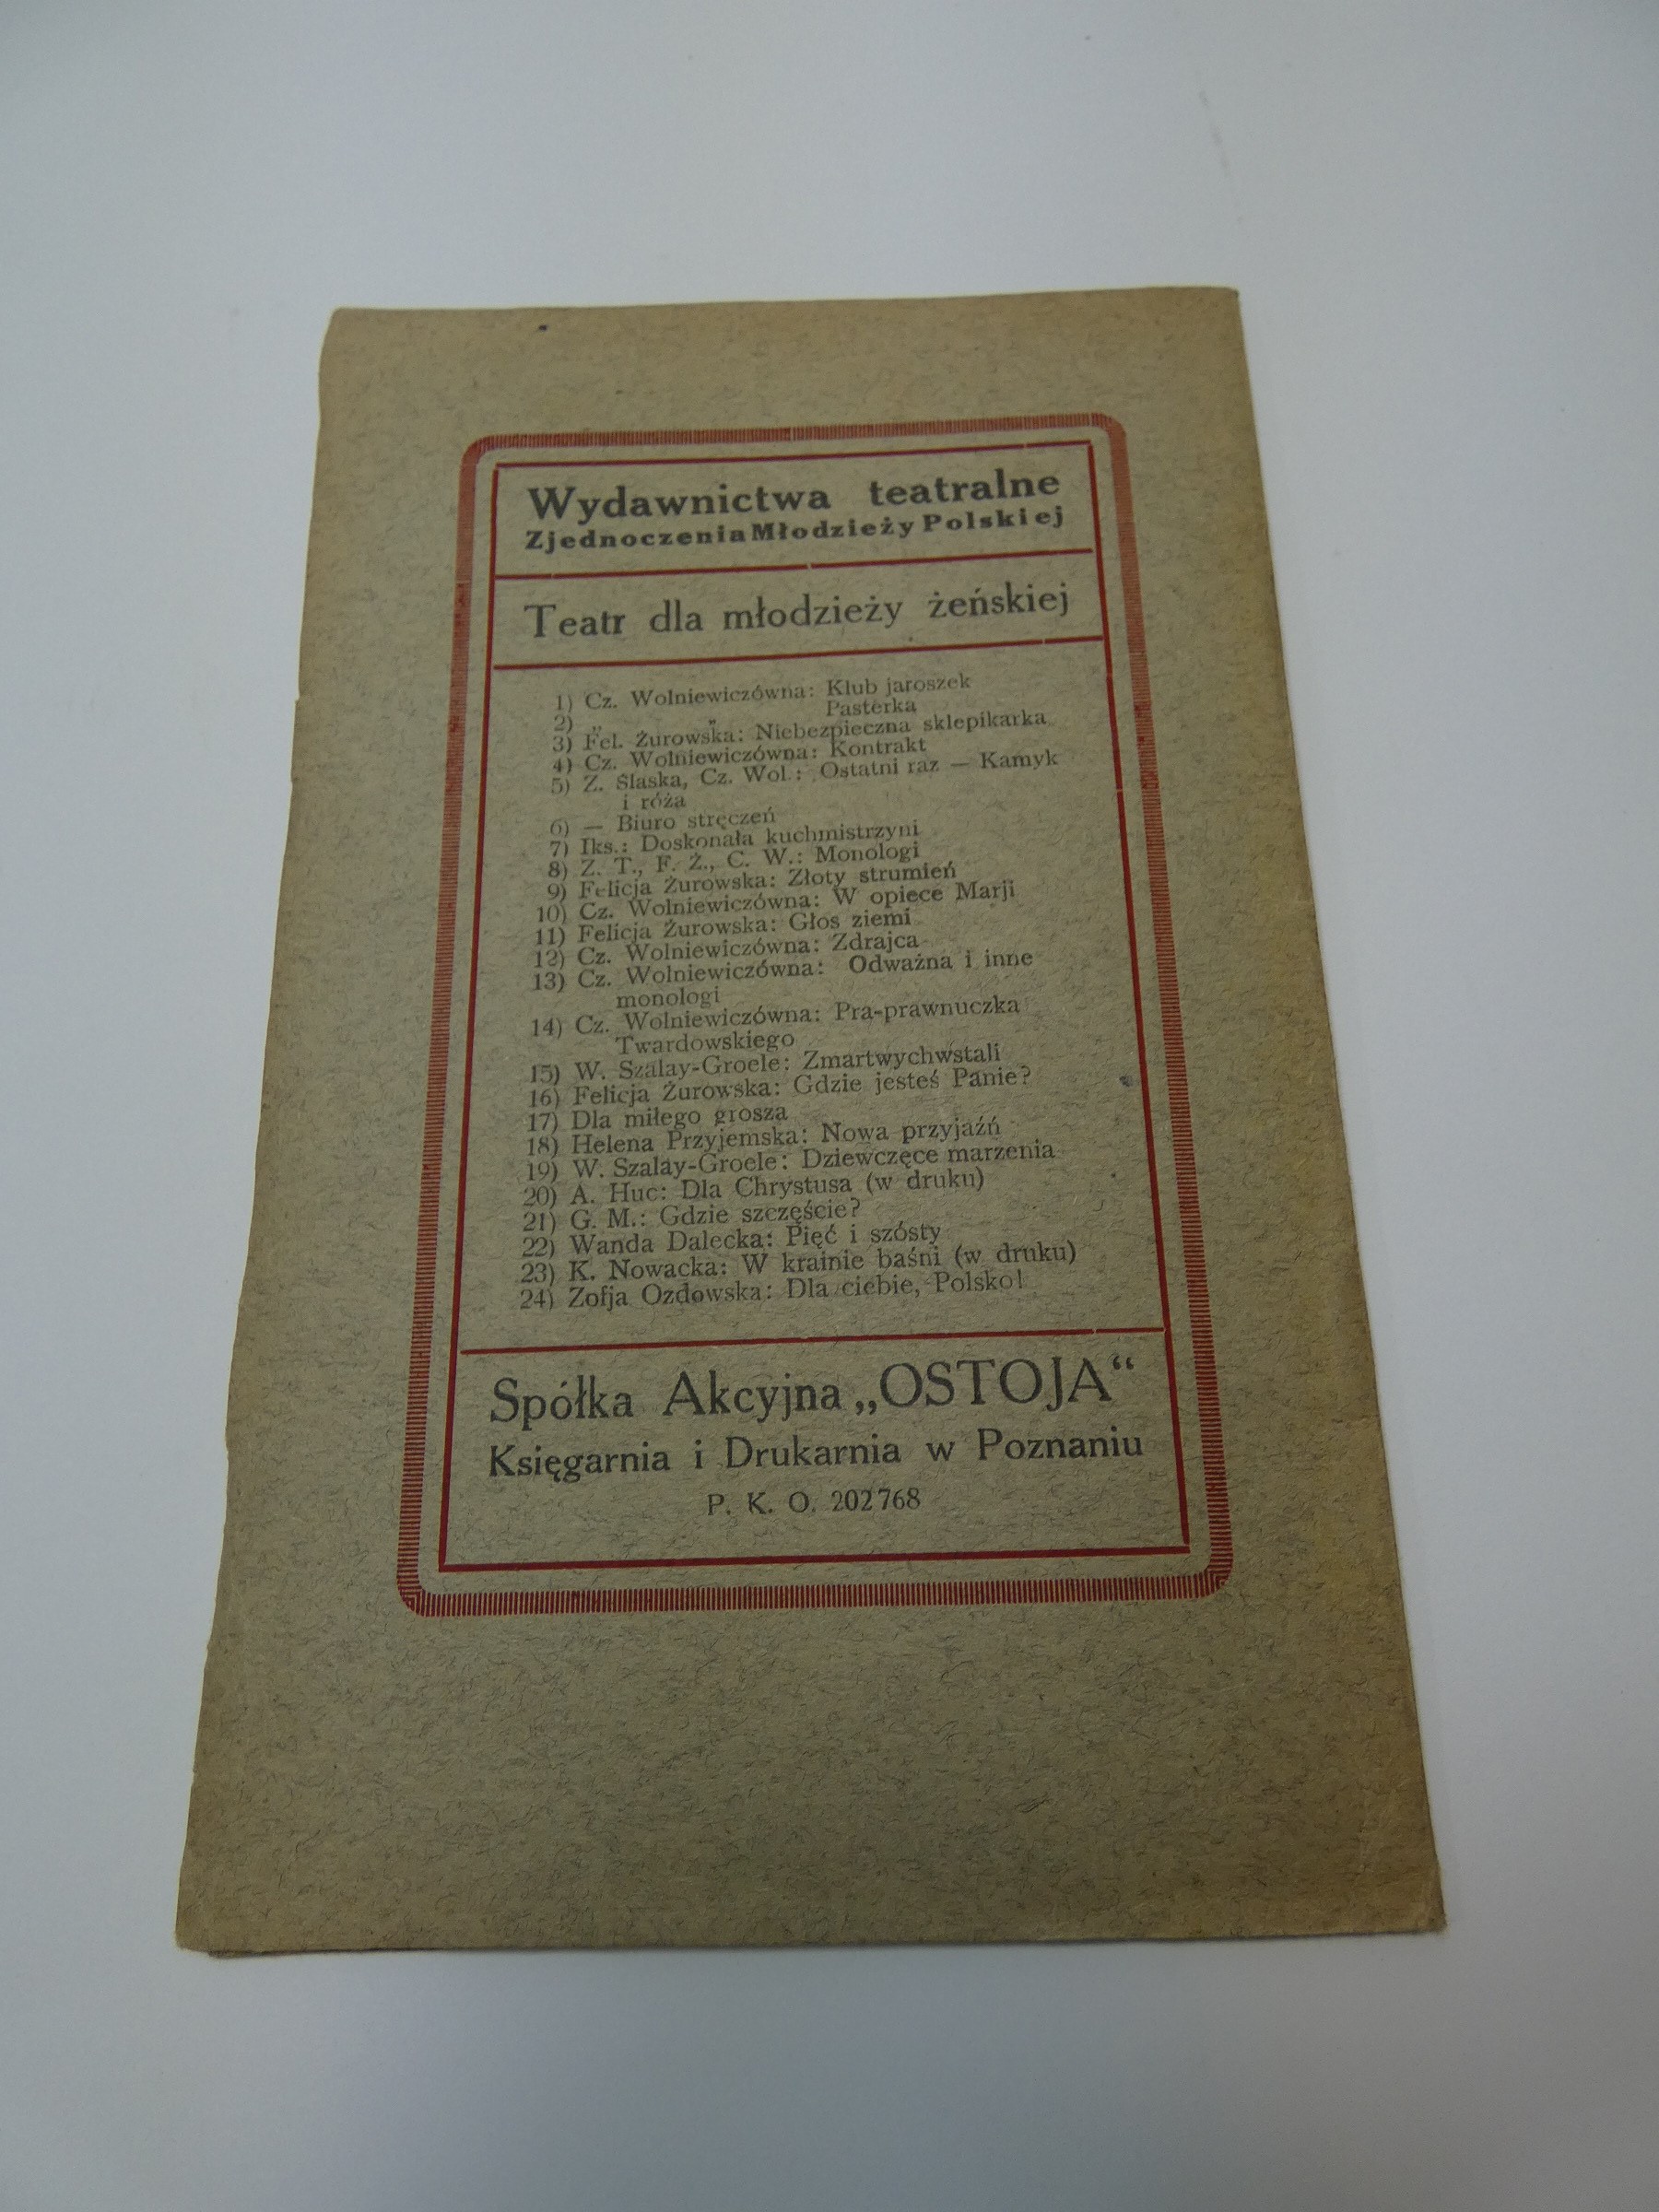 Wydawnictwa teatralne
Zjednoczenia Młodzieży Polskiej
Teatr dla młodzieży żeńskiej
1) Cz. Wolniewiczówna: Klub jaroszek
2) „ „ Pasterka
3) Fel. Żurowska: Niebezpieczna sklepikarka
4) Cz. Wolniewiczówna: Kontrakt
5) Z. Ślaska, Cz. Wol.: Ostatni raz — Kamyk
i róża
6) — Biuro stręczeń
7) Iks.: Doskonała kuchmistrzyni
8) Z. T., F. Ż., C. W.: Monologi
9) Felicja Żurowska: Złoty strumień
10) Cz. Wolniewiczówna: W opiece Marji
11) Felicja Żurowska: Głos ziemi
12) Cz. Wolniewiczówna: Zdrajca
13) Cz. Wolniewiczówna: Odważna i inne
monologi
14) Cz. Wolniewiczówna: Pra-prawnuczka
Twardowskiego
15) W. Szalay-Groele: Zmartwychwstali
16) Felicja Żurowska: Gdzie jesteś Panie?
17) Dla miłego grosza
18) Helena Przyjemska: Nowa przyjaźń
19) W. Szalay-Groele: Dziewczęce marzenia
20) A. Huc: Dla Chrystusa (w druku)
21) G. M.: Gdzie szczęście?
22) Wanda Dalecka: Pięć i szósty
23) K. Nowacka: W krainie baśni (w druku)
24) Zofja Ozdowska: Dla ciebie, Polsko!
Spółka Akcyjna „OSTOJA“
Księgarnia i Drukarnia w Poznaniu
P. K. O. 202768